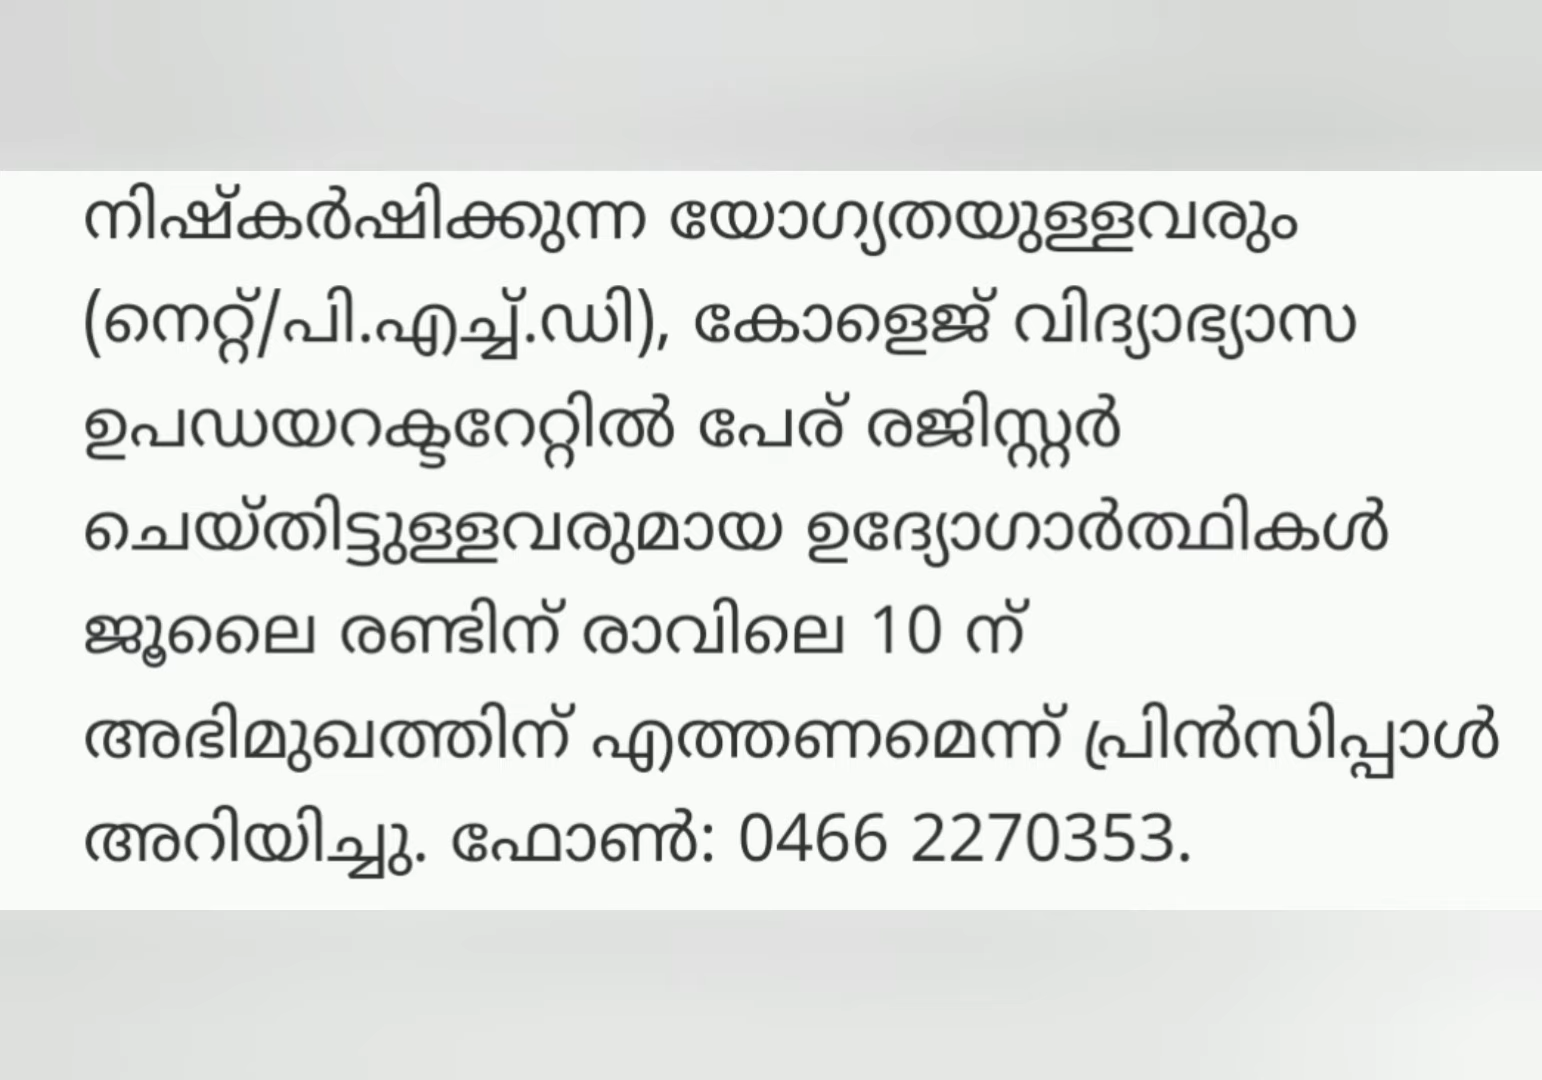 നിഷ്കർഷിക്കുന്ന യോഗ്യതയുള്ളവരും
(നെറ്റ്/പി.എച്ച്.ഡി), കോളെജ് വിദ്യാഭ്യാസ
ഉപഡയറക്ടറേറ്റിൽ പേര് രജിസ്റ്റർ
ചെയ്തിട്ടുള്ളവരുമായ ഉദ്യോഗാർത്ഥികൾ
ജൂലൈ രണ്ടിന് രാവിലെ 10 ന്
അഭിമുഖത്തിന് എത്തണമെന്ന് പ്രിൻസിപ്പാൾ
അറിയിച്ചു. ഫോൺ: 0466 2270353.